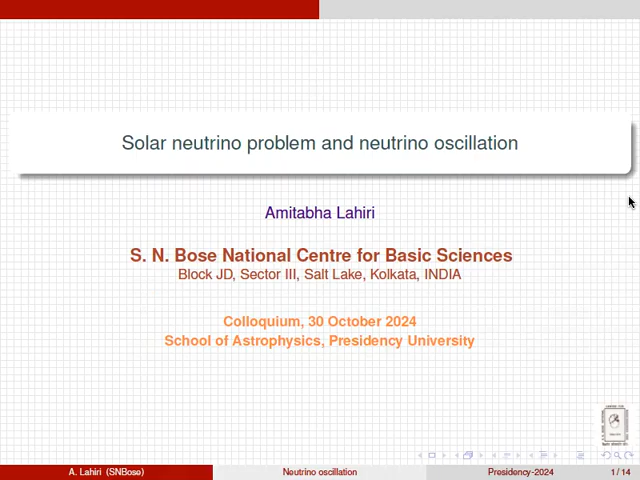 Solar neutrino problem and neutrino oscillation
Amitabha Lahiri
S. N. Bose National Centre for Basic Sciences
Block JD, Sector III, Salt Lake, Kolkata, INDIA
Colloquium, 30 October 2024
School of Astrophysics, Presidency University
A. Lahiri (SNBose) Neutrino oscillation Presidency-2024 1 / 14